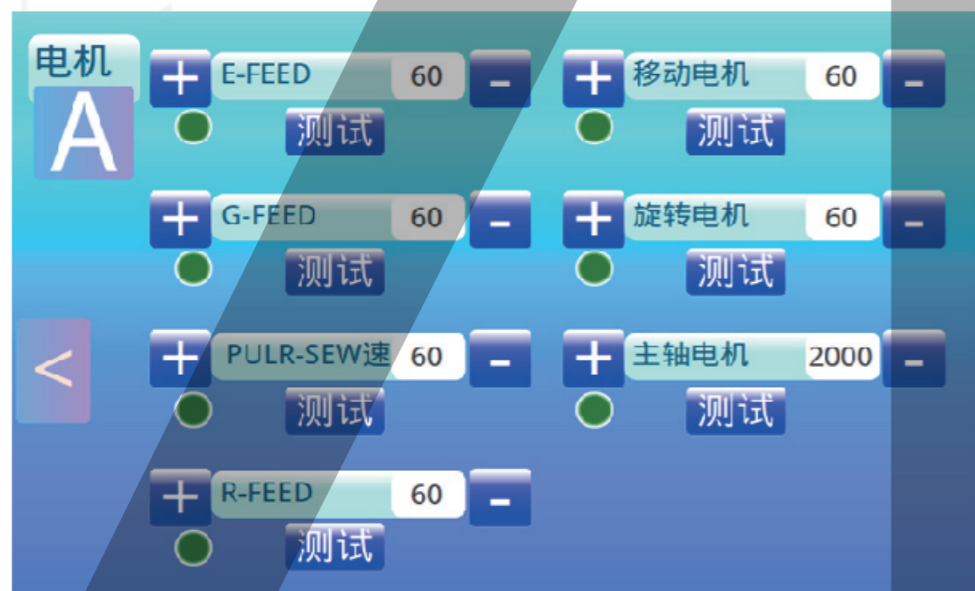 电机
A
+ E-FEED 60 -
测试
+ 移动电机 60 -
测试
+ G-FEED 60 -
测试
+ 旋转电机 60 -
测试
<
+ PULR-SEW速 60 -
测试
+ 主轴电机 2000 -
测试
+ R-FEED 60 -
测试